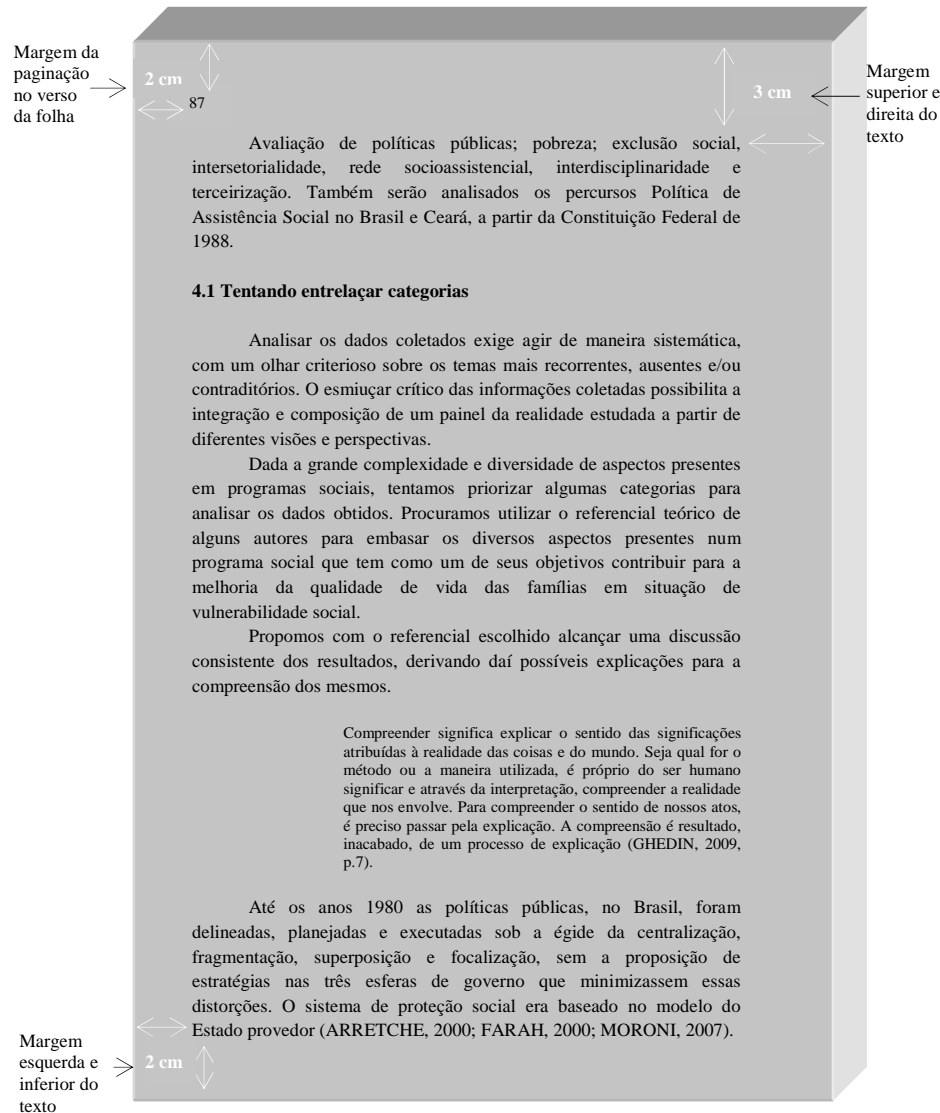 Margem da
paginação
no verso
da folha
2 cm
87
3 cm
Margem
superior e
direita do
texto
Avaliação de políticas públicas; pobreza; exclusão social,
intersetorialidade, rede socioassistencial, interdisciplinaridade e
terceirização. Também serão analisados os percursos Política de
Assistência Social no Brasil e Ceará, a partir da Constituição Federal de
1988.
4.1 Tentando entrelaçar categorias
Analisar os dados coletados exige agir de maneira sistemática,
com um olhar criterioso sobre os temas mais recorrentes, ausentes e/ou
contraditórios. O esmiuçar crítico das informações coletadas possibilita a
integração e composição de um painel da realidade estudada a partir de
diferentes visões e perspectivas.
Dada a grande complexidade e diversidade de aspectos presentes
em programas sociais, tentamos priorizar algumas categorias para
analisar os dados obtidos. Procuramos utilizar o referencial teórico de
alguns autores para embasar os diversos aspectos presentes num
programa social que tem como um de seus objetivos contribuir para a
melhoria da qualidade de vida das famílias em situação de
vulnerabilidade social.
Propomos com o referencial escolhido alcançar uma discussão
consistente dos resultados, derivando daí possíveis explicações para a
compreensão dos mesmos.
Compreender significa explicar o sentido das significações
atribuídas à realidade das coisas e do mundo. Seja qual for o
método ou a maneira utilizada, é próprio do ser humano
significar e através da interpretação, compreender a realidade
que nos envolve. Para compreender o sentido de nossos atos,
é preciso passar pela explicação. A compreensão é resultado,
inacabado, de um processo de explicação (GHEDIN, 2009,
p.7).
Até os anos 1980 as políticas públicas, no Brasil, foram
delineadas, planejadas e executadas sob a égide da centralização,
fragmentação, superposição e focalização, sem a proposição de
estratégias nas três esferas de governo que minimizassem essas
distorções. O sistema de proteção social era baseado no modelo do
Estado provedor (ARRETCHE, 2000; FARAH, 2000; MORONI, 2007).
Margem
esquerda e
inferior do
texto
2 cm